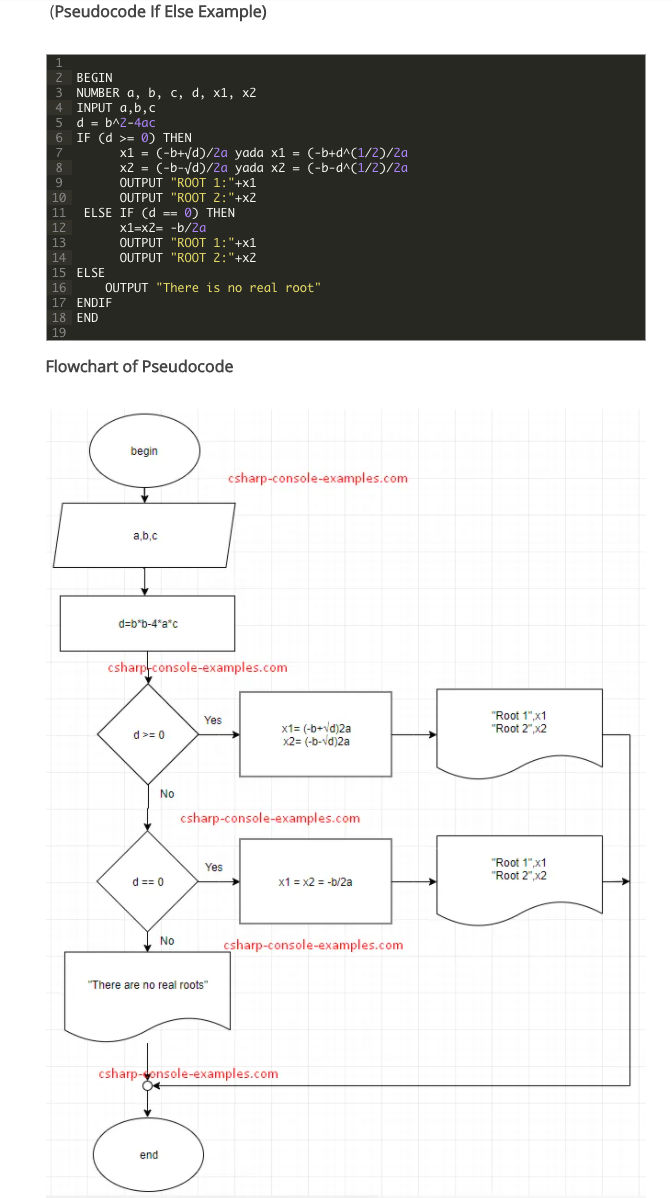 (Pseudocode If Else Example)
1
2 BEGIN
3 NUMBER a, b, c, d, x1, x2
4 INPUT a,b,c
5 d = b^2-4ac
6 IF (d >= 0) THEN
7 x1 = (-b+√d)/2a yada x1 = (-b+d^(1/2)/2a
8 x2 = (-b-√d)/2a yada x2 = (-b-d^(1/2)/2a
9 OUTPUT "ROOT 1:"+x1
10 OUTPUT "ROOT 2:"+x2
11 ELSE IF (d == 0) THEN
12 x1=x2= -b/2a
13 OUTPUT "ROOT 1:"+x1
14 OUTPUT "ROOT 2:"+x2
15 ELSE
16 OUTPUT "There is no real root"
17 ENDIF
18 END
19
Flowchart of Pseudocode
begin
csharp-console-examples.com
a,b,c
d=b*b-4*a*c
csharp-console-examples.com
d >= 0
Yes
x1= (-b+√d)2a
x2= (-b-√d)2a
"Root 1",x1
"Root 2",x2
No
csharp-console-examples.com
d == 0
Yes
x1 = x2 = -b/2a
"Root 1",x1
"Root 2",x2
No
csharp-console-examples.com
"There are no real roots"
csharp-console-examples.com
end